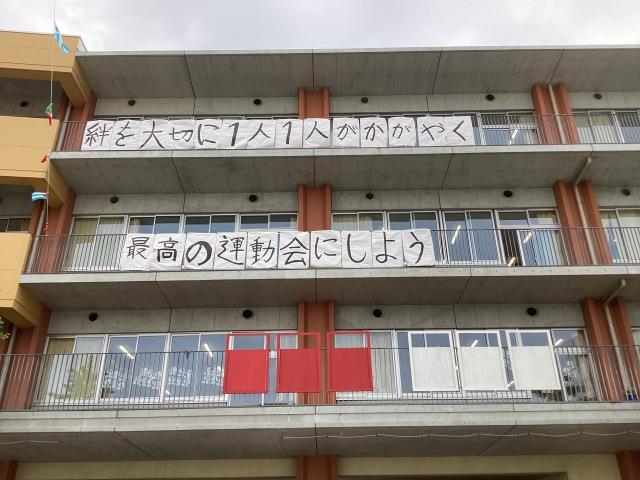 絆を大切に1人1人がかがやく
最高の運動会にしよう